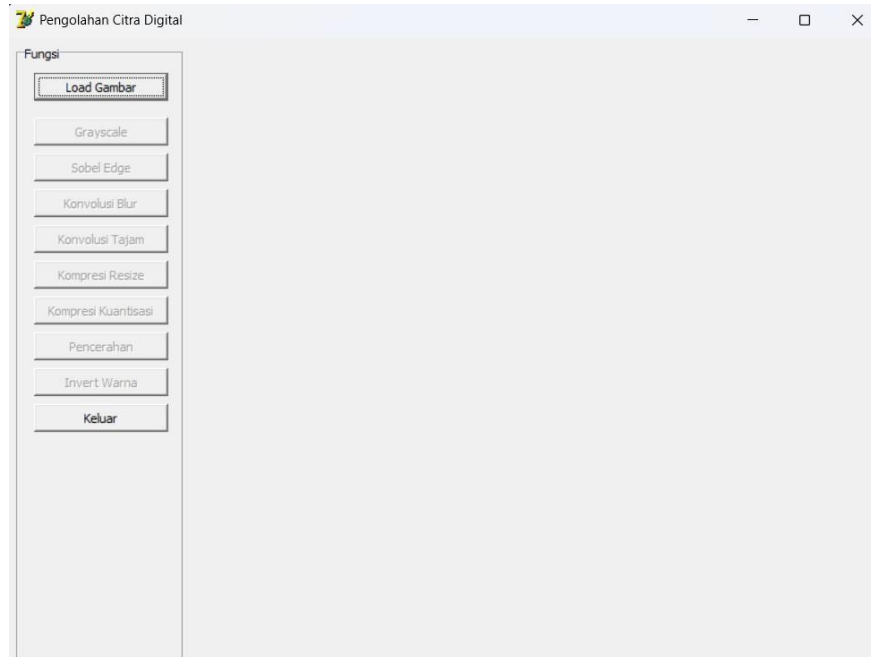 Pengolahan Citra Digital
Fungsi
Load Gambar
Grayscale
Sobel Edge
Konvolusi Blur
Konvolusi Tajam
Kompresi Resize
Kompresi Kuantisasi
Pencerahan
Invert Warna
Keluar